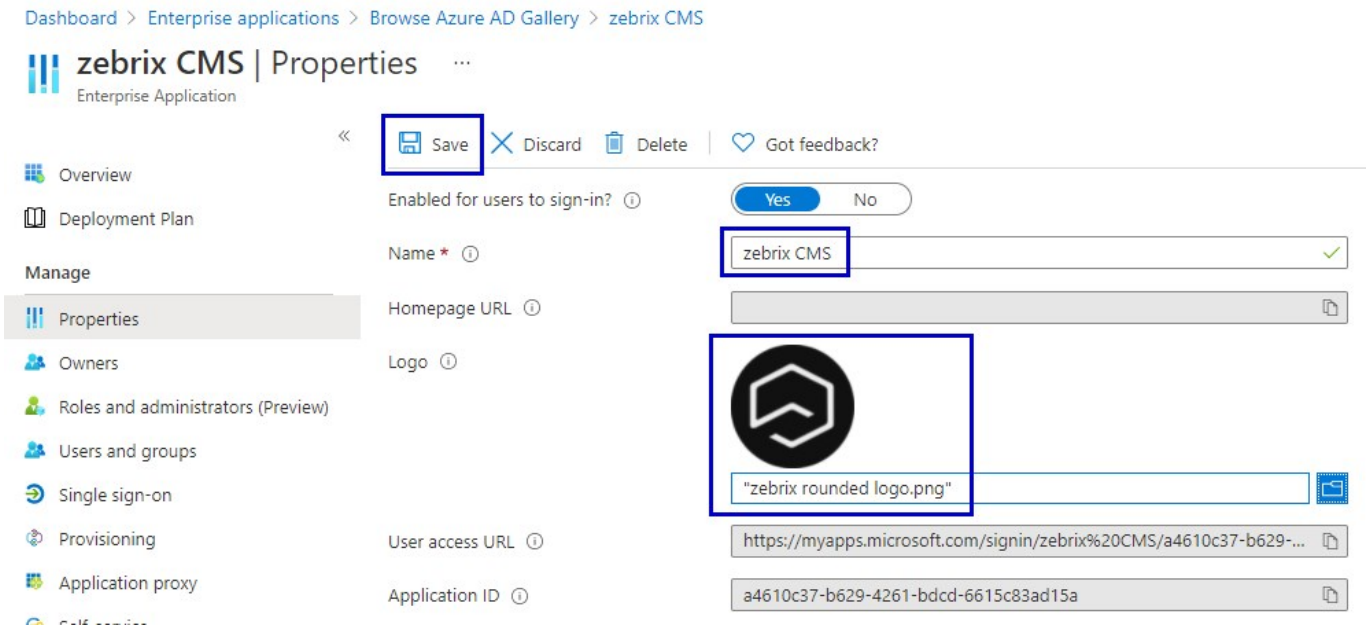 Dashboard > Enterprise applications > Browse Azure AD Gallery > zebrix CMS
zebrix CMS | Properties ...
Enterprise Application
«
Save Discard Delete Got feedback?
Overview
Deployment Plan
Manage
Properties
Owners
Roles and administrators (Preview)
Users and groups
Single sign-on
Provisioning
Application proxy
Self-service
Enabled for users to sign-in? Yes No
Name * zebrix CMS
Homepage URL
Logo
"zebrix rounded logo.png"
User access URL https://myapps.microsoft.com/signin/zebrix%20CMS/a4610c37-b629-...
Application ID a4610c37-b629-4261-bdcd-6615c83ad15a